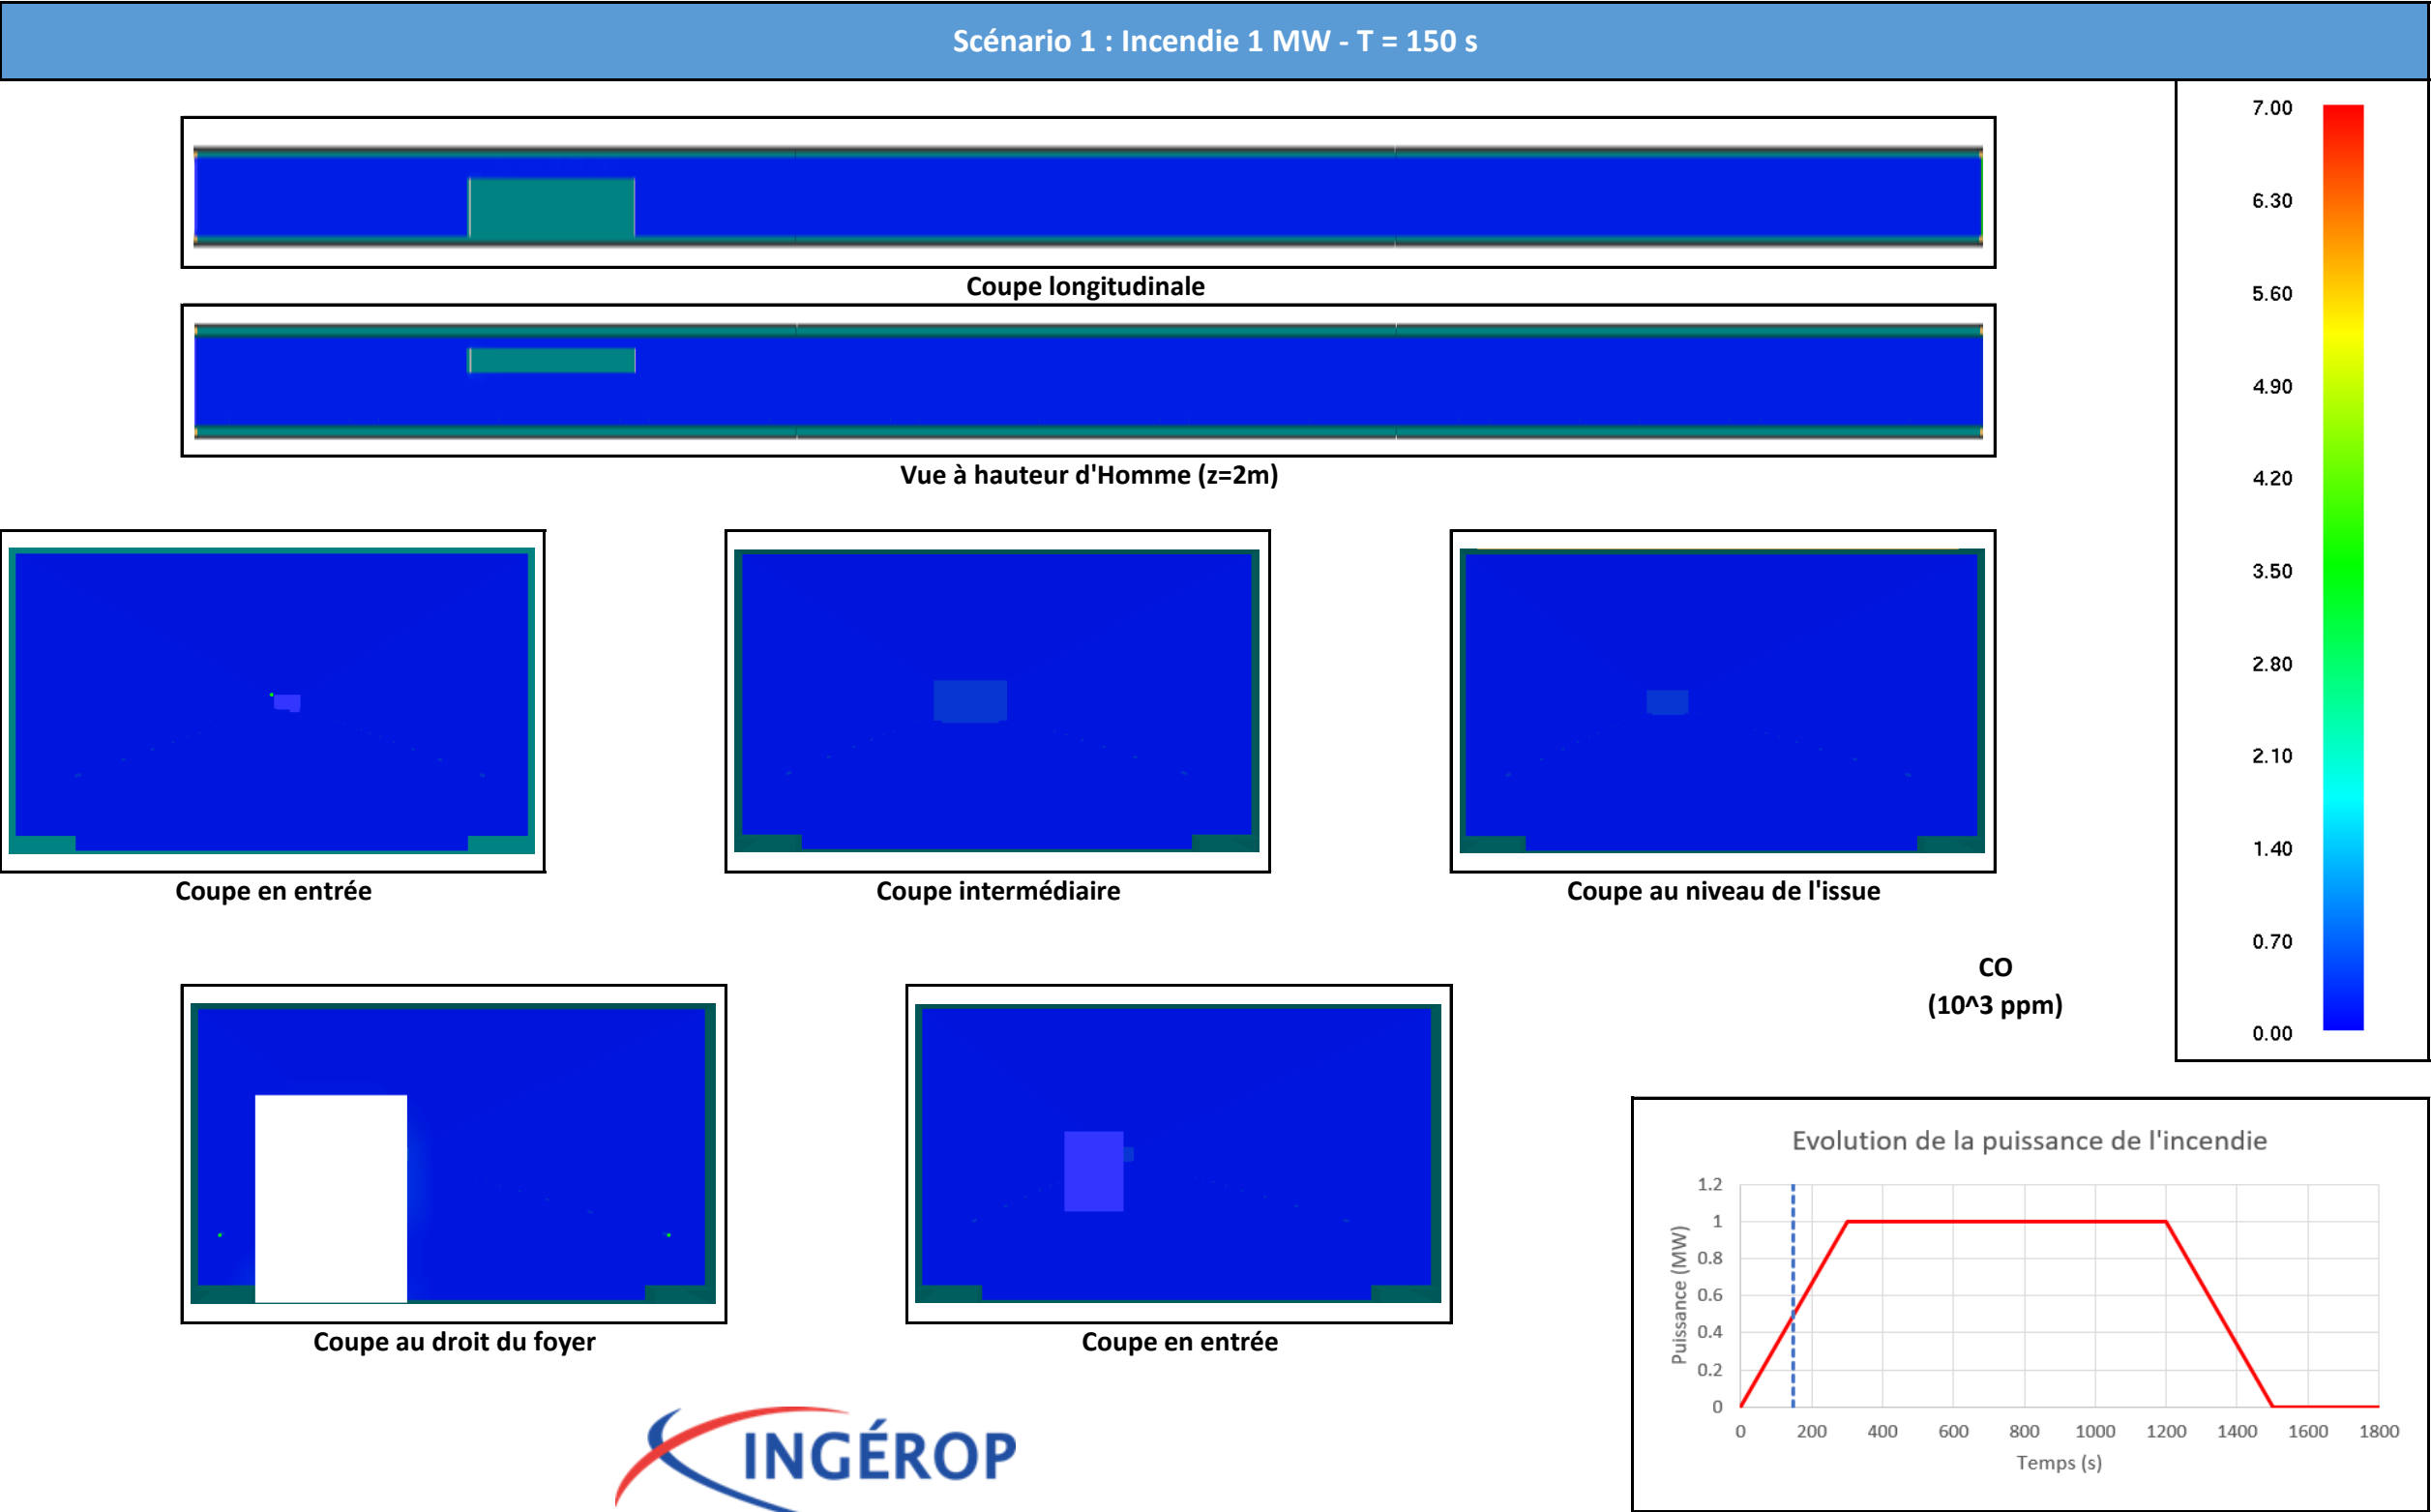 Scénario 1 : Incendie 1 MW - T = 150 s
Coupe longitudinale
Vue à hauteur d'Homme (z=2m)
Coupe en entrée
Coupe intermédiaire
Coupe au niveau de l'issue
Coupe au droit du foyer
Coupe en entrée
7.00
6.30
5.60
4.90
4.20
3.50
2.80
2.10
1.40
0.70
0.00
CO
(10^3 ppm)
Evolution de la puissance de l'incendie
Puissance (MW)
1.2
1
0.8
0.6
0.4
0.2
0
0 200 400 600 800 1000 1200 1400 1600 1800
Temps (s)
INGÉROP